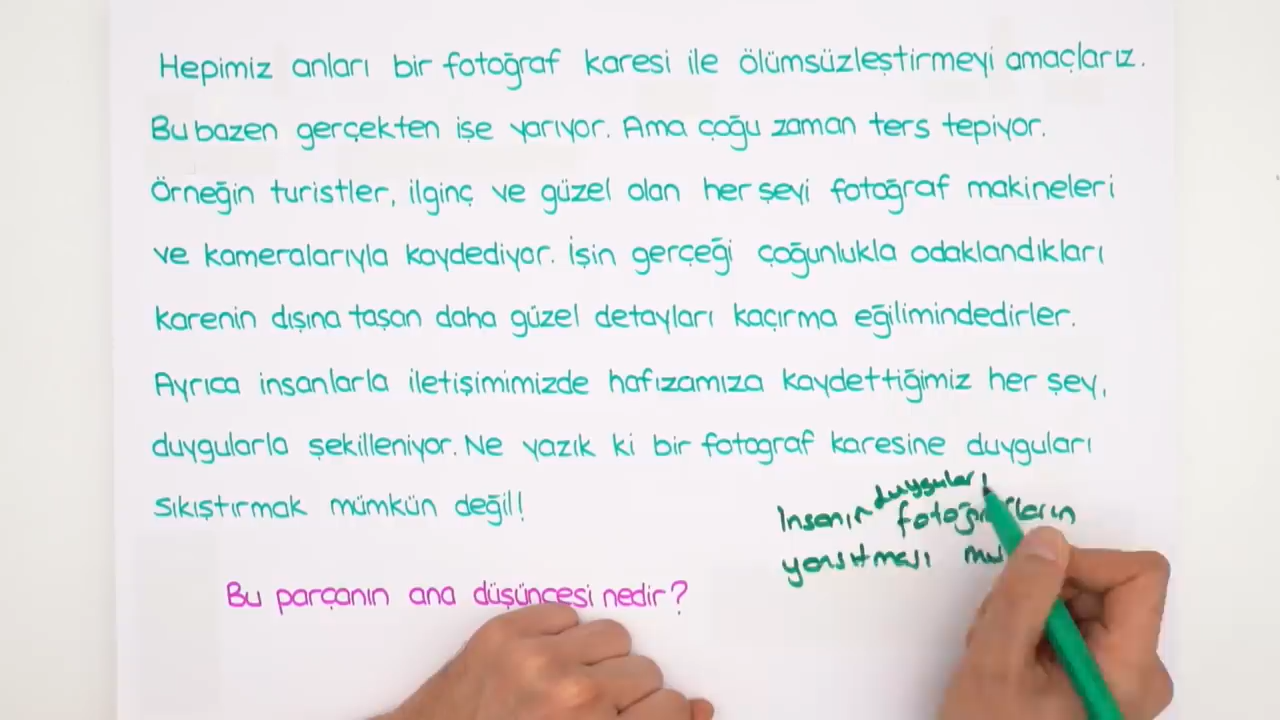 Hepimiz anları bir fotoğraf karesi ile ölümsüzleştirmeyi amaçlarız.
Bu bazen gerçekten işe yarıyor. Ama çoğu zaman ters tepiyor.
Örneğin turistler, ilginç ve güzel olan her şeyi fotoğraf makineleri
ve kameralarıyla kaydediyor. İşin gerçeği çoğunlukla odaklandıkları
karenin dışına taşan daha güzel detayları kaçırma eğilimindedirler.
Ayrıca insanlarla iletişimimizde hafızamıza kaydettiğimiz her şey,
duygularla şekilleniyor. Ne yazık ki bir fotograf karesine duyguları
sıkıştırmak mümkün değil!
duyguları
İnsanın fotoğrafların
yansıtması
Bu parçanın ana düşüncesi nedir?